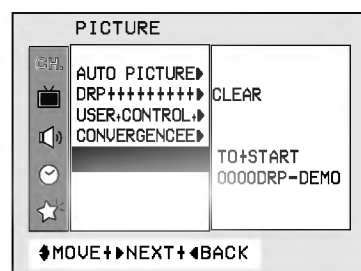 PICTURE
CH.
AUTO PICTURE▶
DRP+++++++++▶ CLEAR
USER+CONTROL+▶
CONVERGENCEE▶
TO+START
0000DRP-DEMO
♦MOVE+▶NEXT+◀BACK